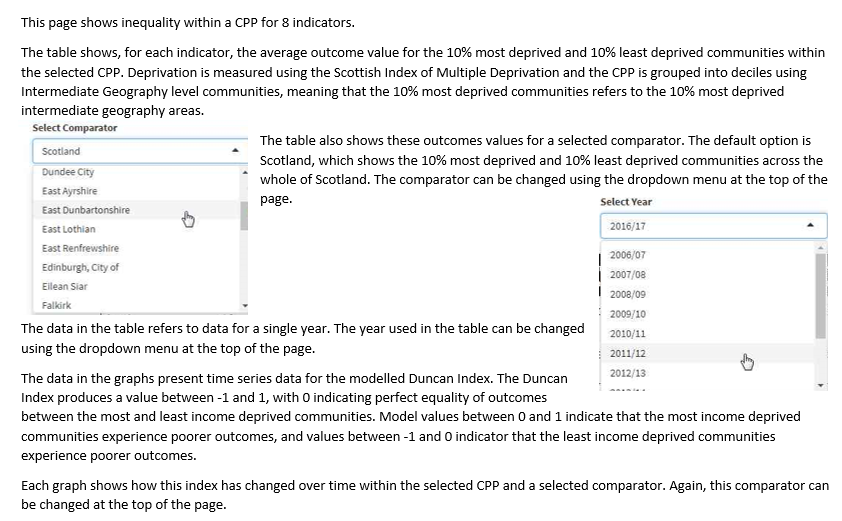 This page shows inequality within a CPP for 8 indicators.
The table shows, for each indicator, the average outcome value for the 10% most deprived and 10% least deprived communities within
the selected CPP. Deprivation is measured using the Scottish Index of Multiple Deprivation and the CPP is grouped into deciles using
Intermediate Geography level communities, meaning that the 10% most deprived communities refers to the 10% most deprived
intermediate geography areas.
Select Comparator
Scotland
Dundee City
East Ayrshire
East Dunbartonshire
East Lothian
East Renfrewshire
Edinburgh, City of
Eilean Siar
Falkirk
The table also shows these outcomes values for a selected comparator. The default option is
Scotland, which shows the 10% most deprived and 10% least deprived communities across the
whole of Scotland. The comparator can be changed using the dropdown menu at the top of the
page.
Select Year
2016/17
2006/07
2007/08
2008/09
2009/10
2010/11
2011/12
2012/13
The data in the table refers to data for a single year. The year used in the table can be changed
using the dropdown menu at the top of the page.
The data in the graphs present time series data for the modelled Duncan Index. The Duncan
Index produces a value between -1 and 1, with 0 indicating perfect equality of outcomes
between the most and least income deprived communities. Model values between 0 and 1 indicate that the most income deprived
communities experience poorer outcomes, and values between -1 and 0 indicator that the least income deprived communities
experience poorer outcomes.
Each graph shows how this index has changed over time within the selected CPP and a selected comparator. Again, this comparator can
be changed at the top of the page.